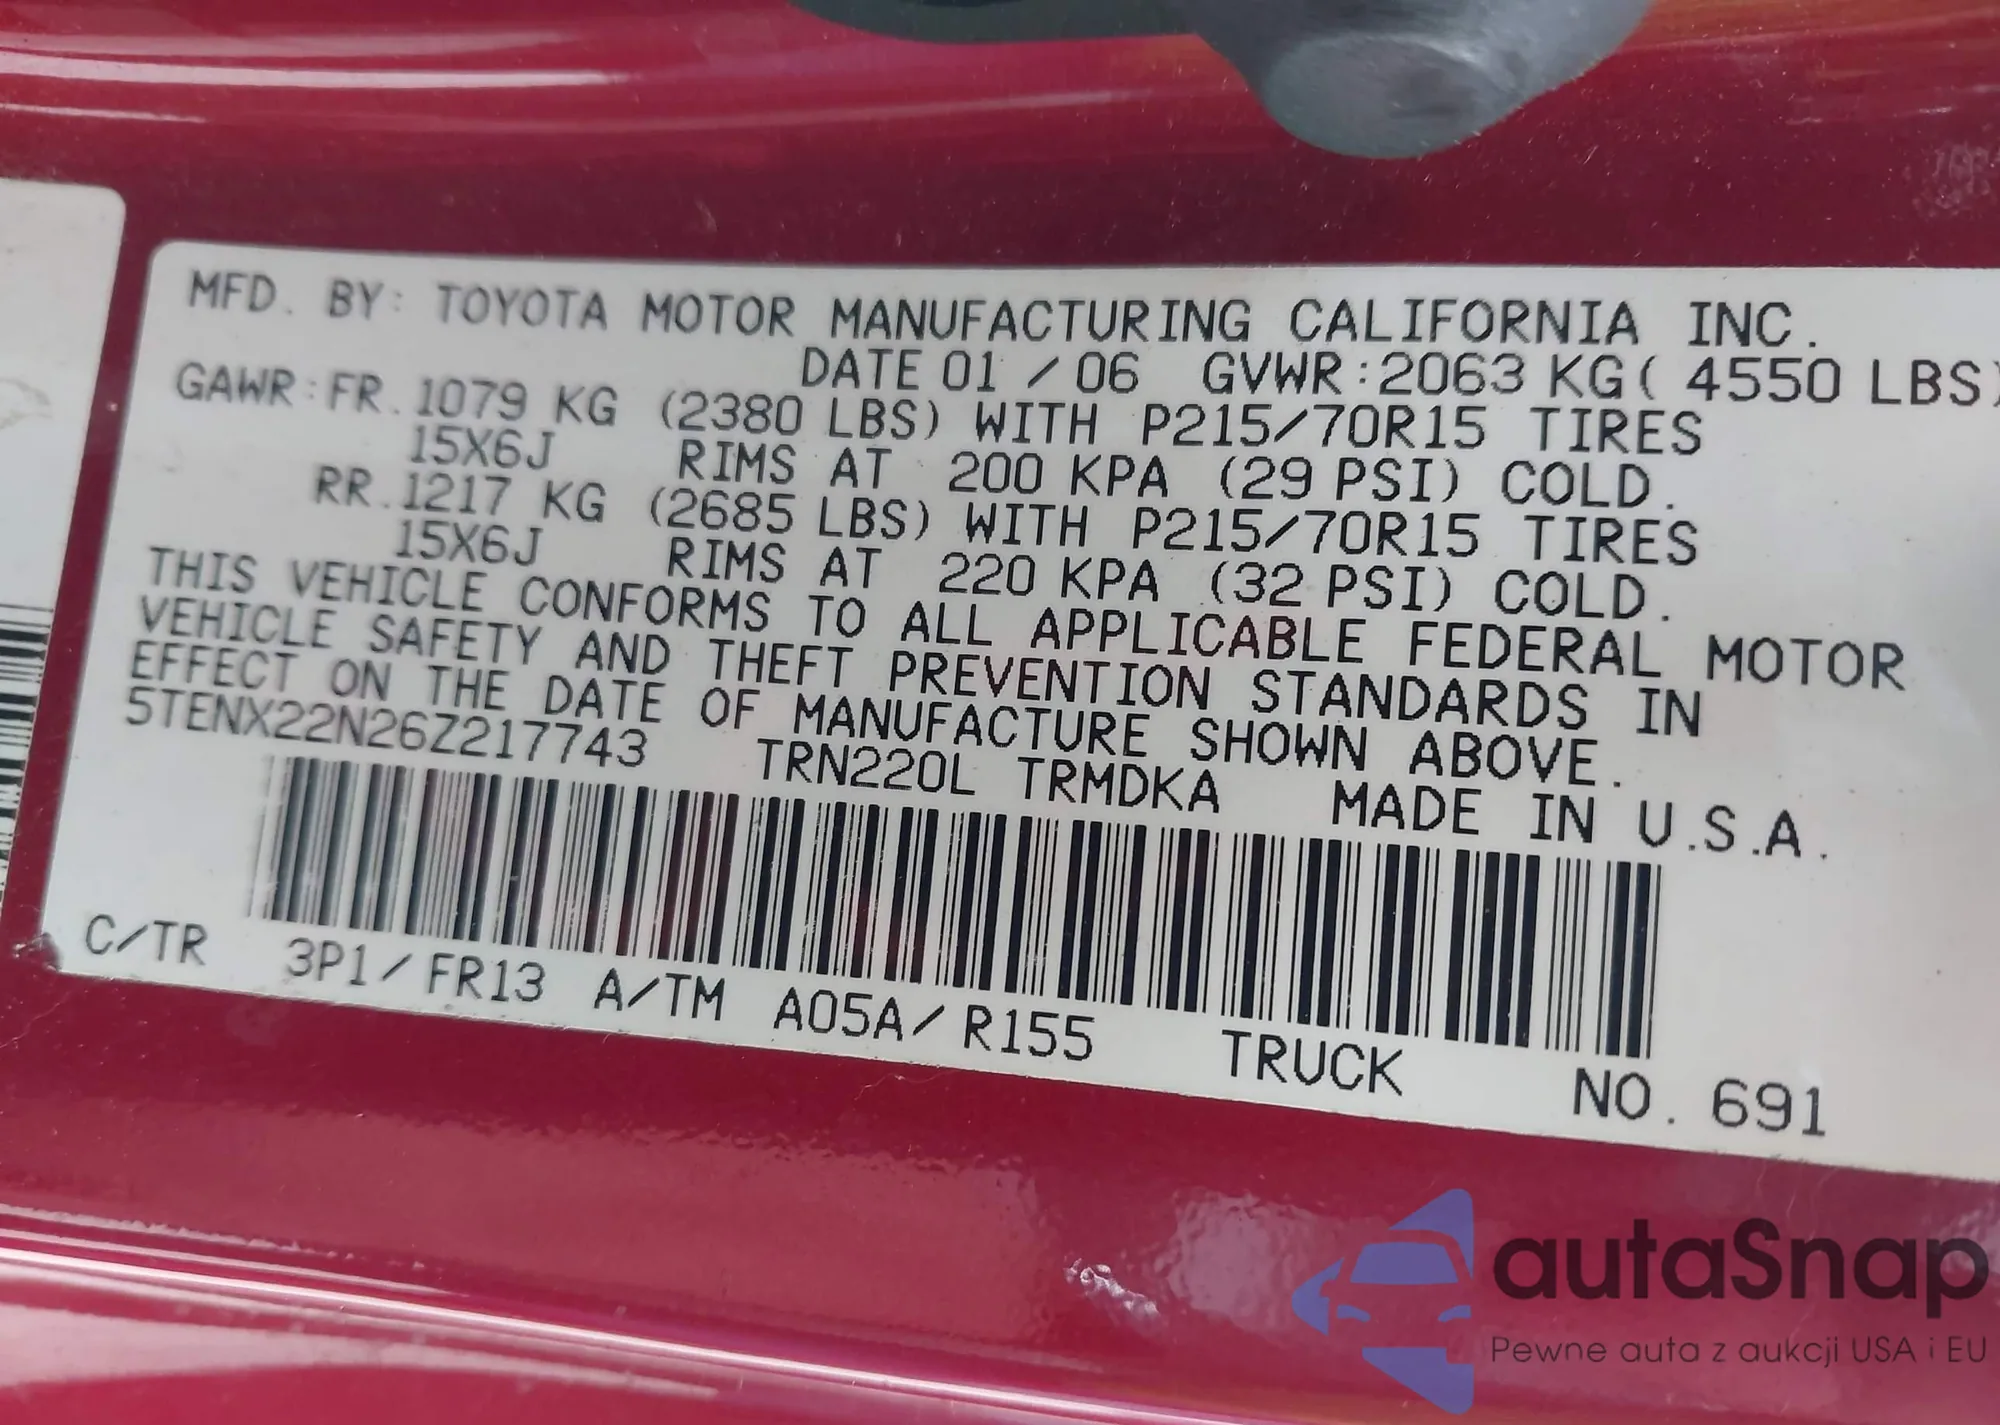 MFD. BY: TOYOTA MOTOR MANUFACTURING CALIFORNIA INC.
DATE 01 / 06 GVWR:2063 KG( 4550 LBS)
GAWR:FR. 1079 KG (2380 LBS) WITH P215/70R15 TIRES
15X6J RIMS AT 200 KPA (29 PSI) COLD.
RR. 1217 KG (2685 LBS) WITH P215/70R15 TIRES
15X6J RIMS AT 220 KPA (32 PSI) COLD.
THIS VEHICLE CONFORMS TO ALL APPLICABLE FEDERAL MOTOR
VEHICLE SAFETY AND THEFT PREVENTION STANDARDS IN
EFFECT ON THE DATE OF MANUFACTURE SHOWN ABOVE.
5TENX22N26Z217743 TRN220L TRMDKA MADE IN U.S.A.
C/TR 3P1/FR13 A/TM A05A/R155 TRUCK NO. 691
autaSnap
Pewne auta z aukcji USA i EU